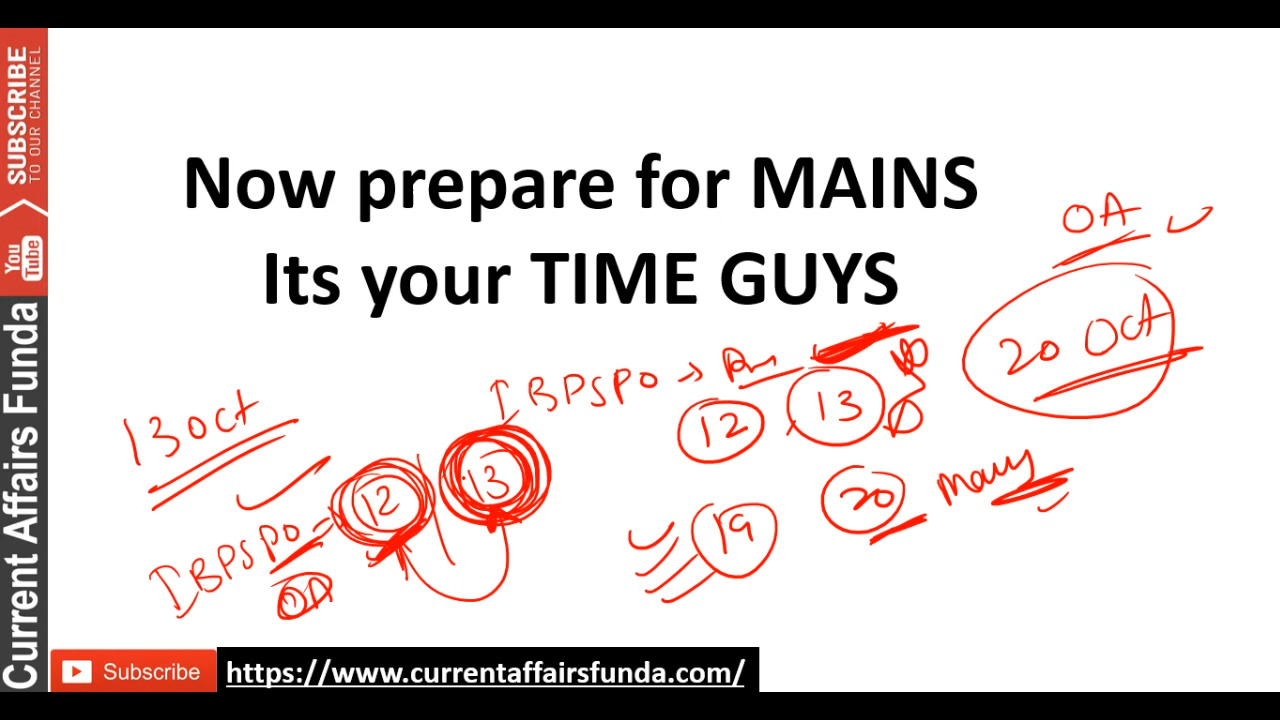 SUBSCRIBE
TO OUR CHANNEL
You Tube
Current Affairs Funda
Now prepare for MAINS
Its your TIME GUYS
OA
20 Oct
IBPSPO → 
12 13
13 Oct
12 13
20
19
IBPSPO
OA
Subscribe
https://www.currentaffairsfunda.com/